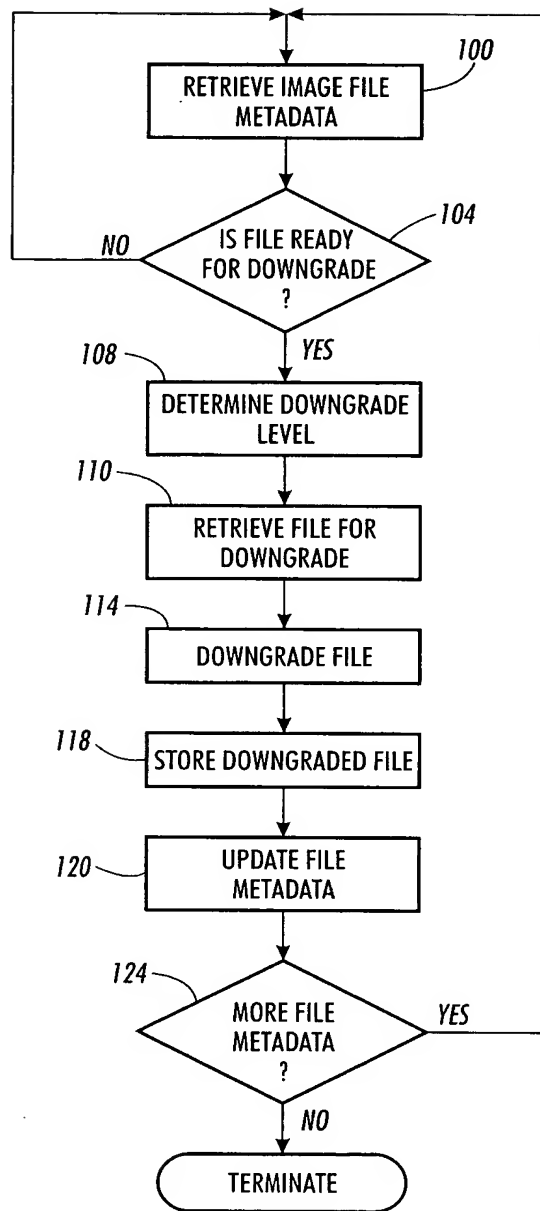 100
RETRIEVE IMAGE FILE
METADATA
104
IS FILE READY
FOR DOWNGRADE
?
NO
YES
108
DETERMINE DOWNGRADE
LEVEL
110
RETRIEVE FILE FOR
DOWNGRADE
114
DOWNGRADE FILE
118
STORE DOWNGRADED FILE
120
UPDATE FILE
METADATA
124
MORE FILE
METADATA
?
YES
NO
TERMINATE